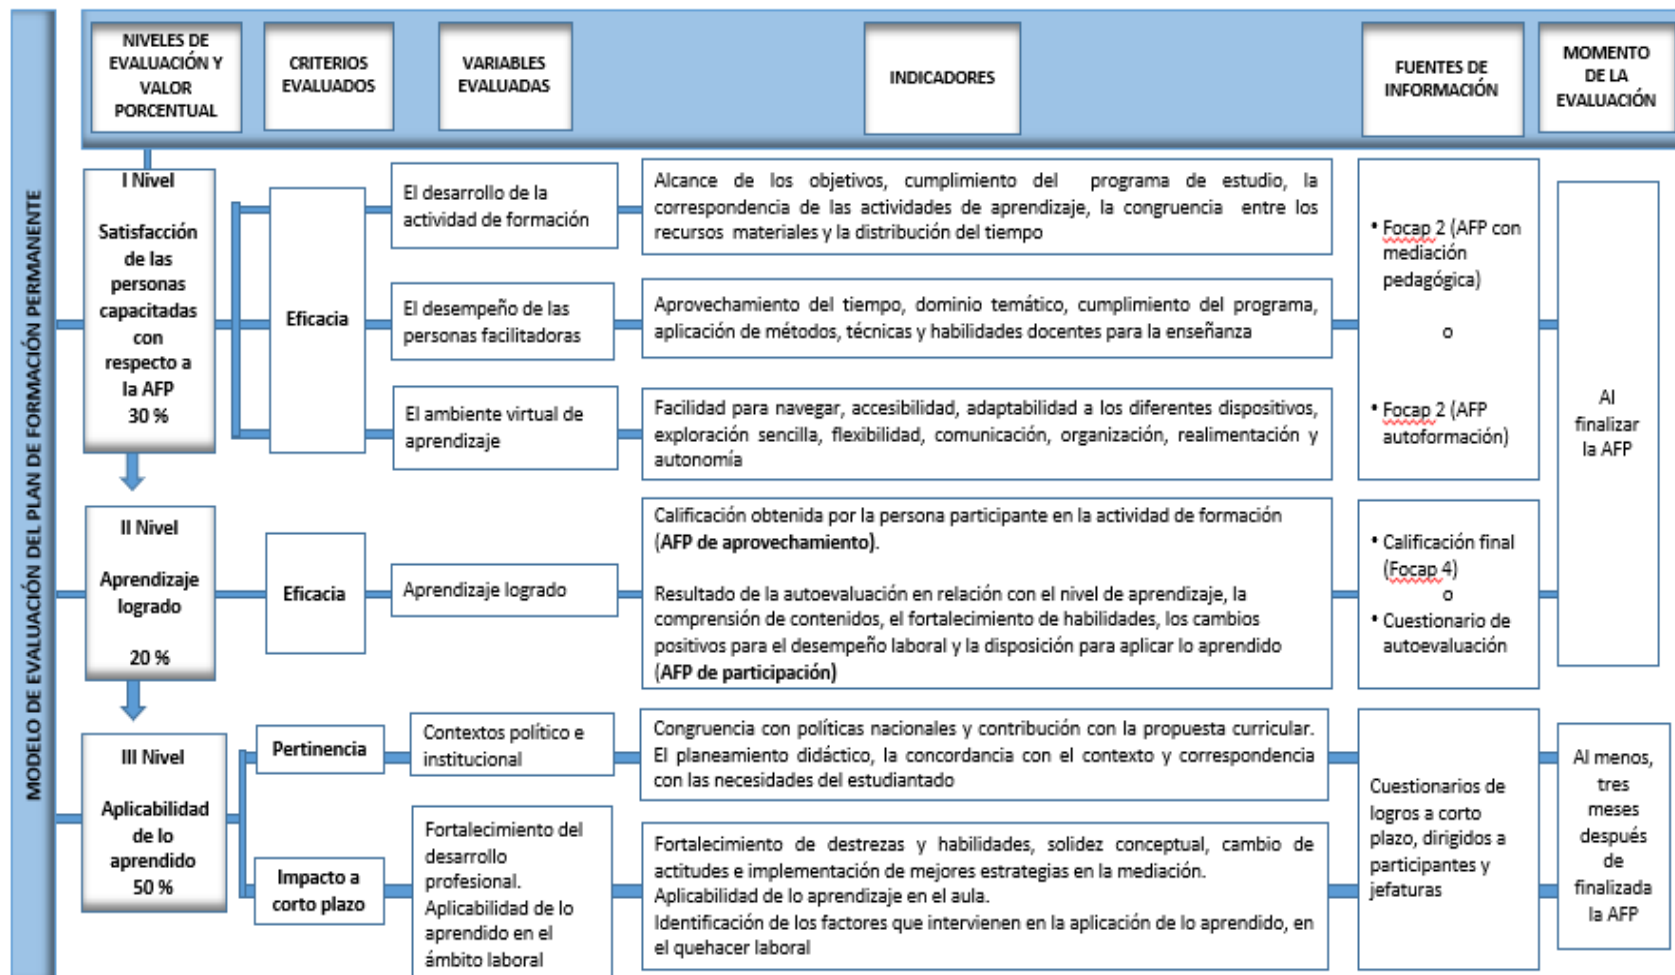 MODELO DE EVALUACIÓN DEL PLAN DE FORMACIÓN PERMANENTE
NIVELES DE
EVALUACIÓN Y
VALOR
PORCENTUAL
CRITERIOS
EVALUADOS
VARIABLES
EVALUADAS
INDICADORES
FUENTES DE
INFORMACIÓN
MOMENTO
DE LA
EVALUACIÓN
I Nivel
Satisfacción
de las
personas
capacitadas
con
respecto a
la AFP
30 %
Eficacia
El desarrollo de la
actividad de formación
Alcance de los objetivos, cumplimiento del programa de estudio, la
correspondencia de las actividades de aprendizaje, la congruencia entre los
recursos materiales y la distribución del tiempo
El desempeño de las
personas facilitadoras
Aprovechamiento del tiempo, dominio temático, cumplimiento del programa,
aplicación de métodos, técnicas y habilidades docentes para la enseñanza
El ambiente virtual de
aprendizaje
Facilidad para navegar, accesibilidad, adaptabilidad a los diferentes dispositivos,
exploración sencilla, flexibilidad, comunicación, organización, realimentación y
autonomía
• Focap 2 (AFP con
mediación
pedagógica)
o
• Focap 2 (AFP
autoformación)
Al
finalizar
la AFP
II Nivel
Aprendizaje
logrado
20 %
Eficacia
Aprendizaje logrado
Calificación obtenida por la persona participante en la actividad de formación
(AFP de aprovechamiento).
Resultado de la autoevaluación en relación con el nivel de aprendizaje, la
comprensión de contenidos, el fortalecimiento de habilidades, los cambios
positivos para el desempeño laboral y la disposición para aplicar lo aprendido
(AFP de participación)
• Calificación final
(Focap 4)
o
• Cuestionario de
autoevaluación
III Nivel
Aplicabilidad
de lo
aprendido
50 %
Pertinencia
Contextos político e
institucional
Congruencia con políticas nacionales y contribución con la propuesta curricular.
El planeamiento didáctico, la concordancia con el contexto y correspondencia
con las necesidades del estudiantado
Impacto a
corto plazo
Fortalecimiento del
desarrollo
profesional.
Aplicabilidad de lo
aprendido en el
ámbito laboral
Fortalecimiento de destrezas y habilidades, solidez conceptual, cambio de
actitudes e implementación de mejores estrategias en la mediación.
Aplicabilidad de lo aprendizaje en el aula.
Identificación de los factores que intervienen en la aplicación de lo aprendido, en
el quehacer laboral
Cuestionarios de
logros a corto
plazo, dirigidos a
participantes y
jefaturas
Al menos,
tres
meses
después
de
finalizada
la AFP